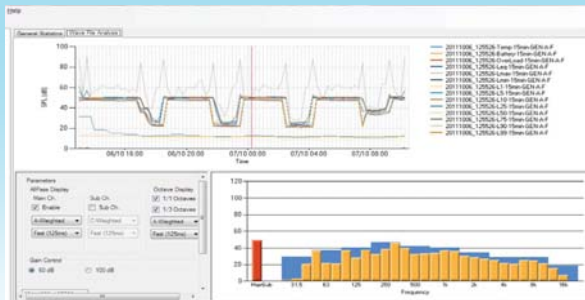 General Statistics Wave File Analysis
100
80
60
40
20
0
SPL [dB]
06/10 16:00 06/10 20:00 07/10 00:00 07/10 04:00 07/10 08:00
Time
20111006_125526-Temp-15min-GEN-A-F
20111006_125526-Battery-15min-GEN-A-F
20111006_125526-OverLoad-15min-GEN-A-F
20111006_125526-Leq-15min-GEN-A-F
20111006_125526-Lmax-15min-GEN-A-F
20111006_125526-Lmin-15min-GEN-A-F
20111006_125526-L1-15min-GEN-A-F
20111006_125526-L5-15min-GEN-A-F
20111006_125526-L10-15min-GEN-A-F
20111006_125526-L25-15min-GEN-A-F
20111006_125526-L50-15min-GEN-A-F
20111006_125526-L75-15min-GEN-A-F
20111006_125526-L90-15min-GEN-A-F
20111006_125526-L99-15min-GEN-A-F
Parameters
AllPass Display Octave Display
Main Ch. Sub Ch. 1/1 Octaves
Enable Sub Ch. 1/3 Octaves
A-Weighted C-Weighted A-Weighted
Fast (125ms) Fast (125ms) Fast (125ms)
Gain Control
60 dB 100 dB
120
100
80
60
40
20
0
Main Sub 31.5 63 125 250 500 1k 2k 4k 8k 16k
Frequency